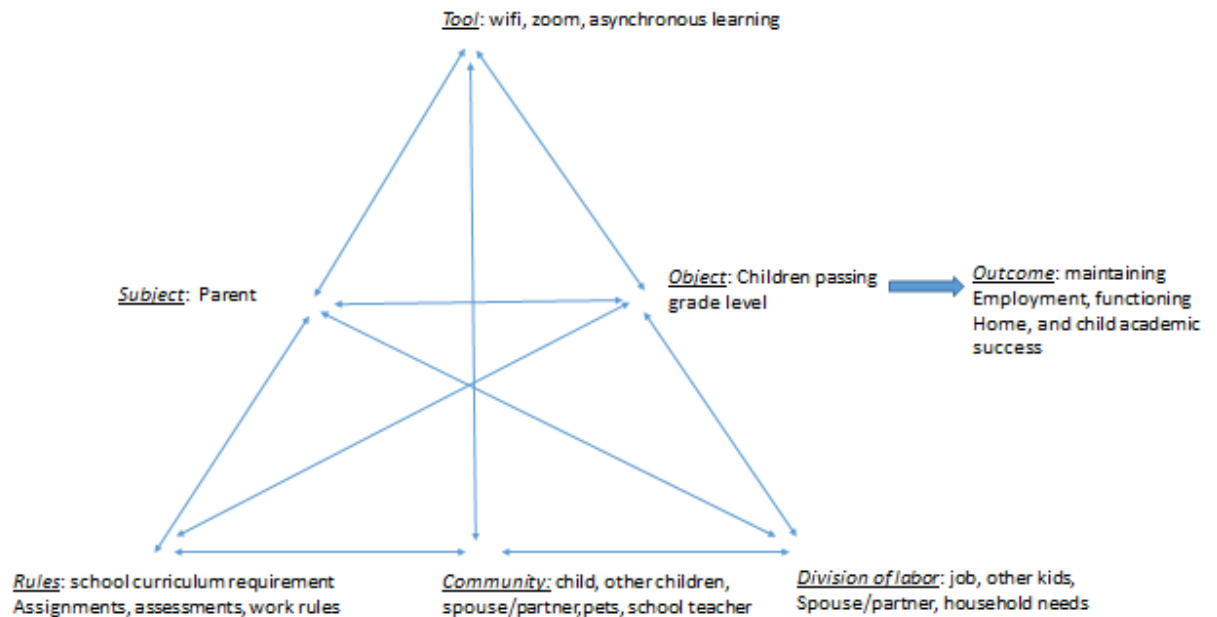 Tool: wifi, zoom, asynchronous learning
Subject: Parent
Object: Children passing
grade level
Outcome: maintaining
Employment, functioning
Home, and child academic
success
Rules: school curriculum requirement
Assignments, assessments, work rules
Community: child, other children,
spouse/partner, pets, school teacher
Division of labor: job, other kids,
Spouse/partner, household needs